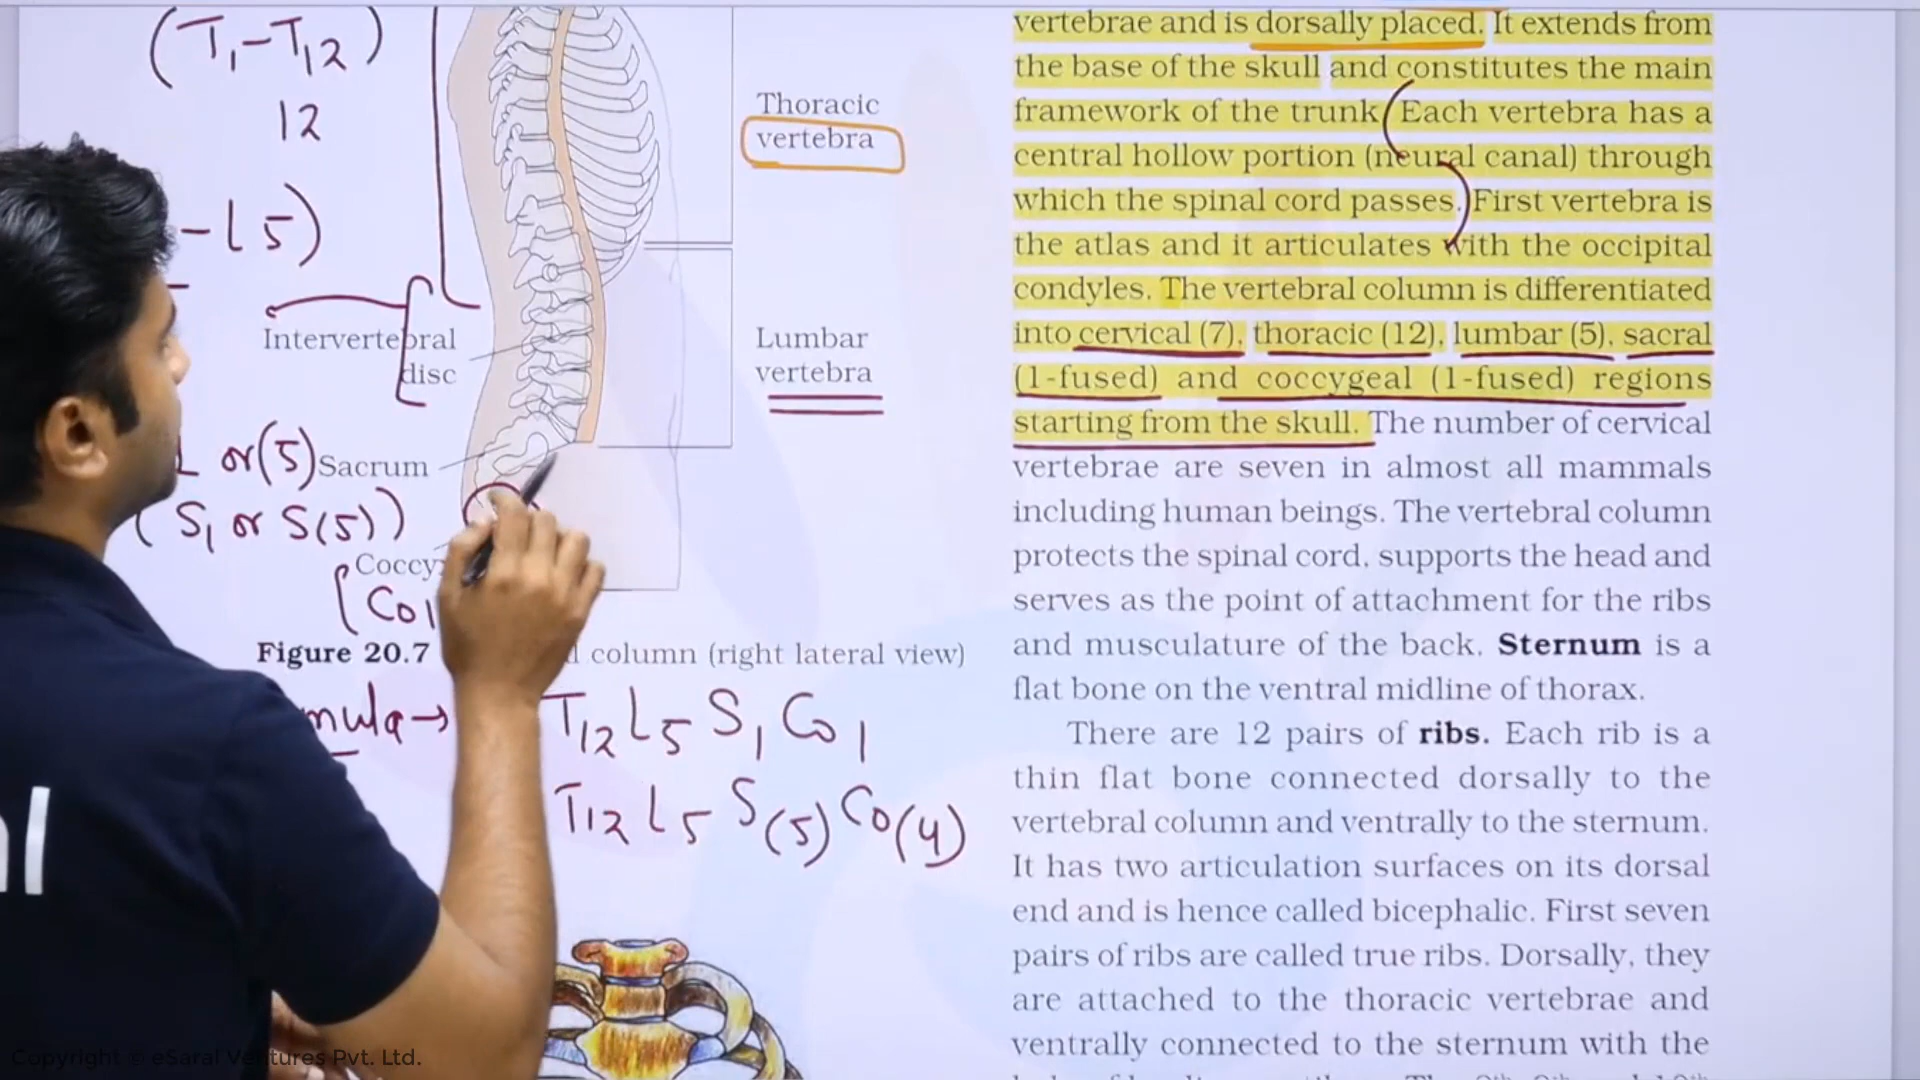 (T₁-T₁₂)
12
- L5)
Thoracic
vertebra
Intervertebral
disc
Lumbar
vertebra
or (5) Sacrum
(S₁ or S(5))
Coccy
(Co1
Figure 20.7 column (right lateral view)
mula → T₁₂ L₅ S₁ Co₁
T₁₂ L₅ S₍₅₎ Co₍₄₎
vertebrae and is dorsally placed. It extends from
the base of the skull and constitutes the main
framework of the trunk Each vertebra has a
central hollow portion (neural canal) through
which the spinal cord passes. First vertebra is
the atlas and it articulates with the occipital
condyles. The vertebral column is differentiated
into cervical (7), thoracic (12), lumbar (5), sacral
(1-fused) and coccygeal (1-fused) regions
starting from the skull. The number of cervical
vertebrae are seven in almost all mammals
including human beings. The vertebral column
protects the spinal cord, supports the head and
serves as the point of attachment for the ribs
and musculature of the back. Sternum is a
flat bone on the ventral midline of thorax.
There are 12 pairs of ribs. Each rib is a
thin flat bone connected dorsally to the
vertebral column and ventrally to the sternum.
It has two articulation surfaces on its dorsal
end and is hence called bicephalic. First seven
pairs of ribs are called true ribs. Dorsally, they
are attached to the thoracic vertebrae and
ventrally connected to the sternum with the
al
Copyright © eSaral Ventures Pvt. Ltd.